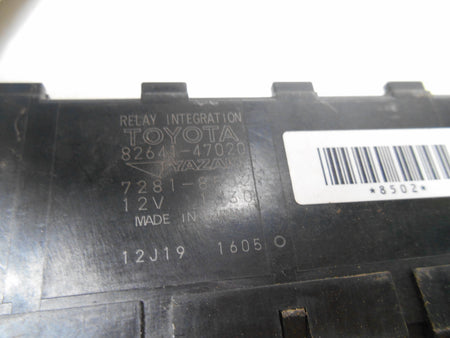 RELAY INTEGRATION
TOYOTA
82641-47020
12V
MADE IN
12J19 1605
*8502*